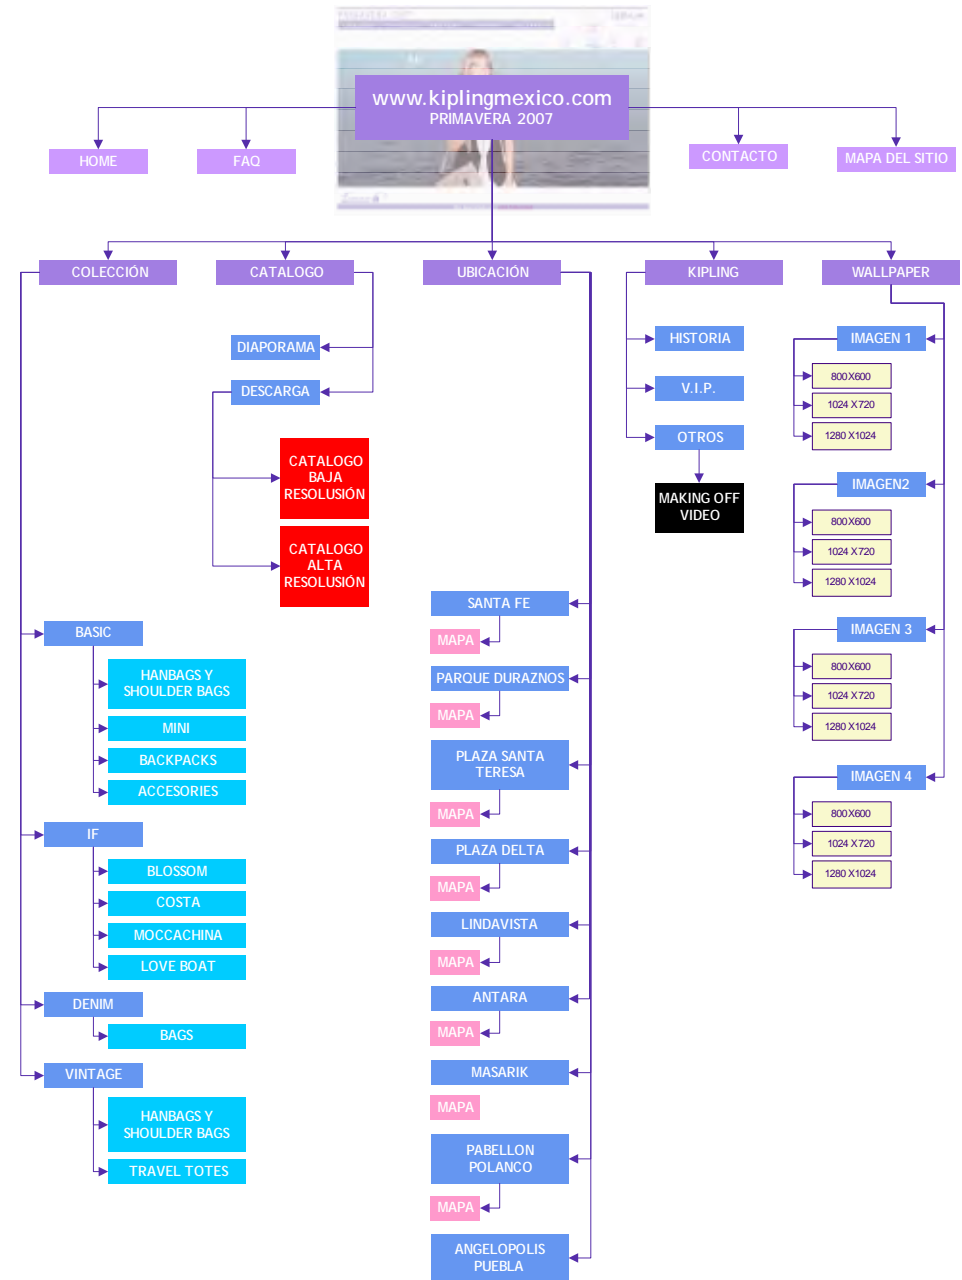 www.kiplingmexico.com
PRIMAVERA 2007
HOME
FAQ
CONTACTO
MAPA DEL SITIO
COLECCIÓN
CATALOGO
UBICACIÓN
KIPLING
WALLPAPER
DIAPORAMA
DESCARGA
CATALOGO
BAJA
RESOLUSIÓN
CATALOGO
ALTA
RESOLUSIÓN
BASIC
HANBAGS Y
SHOULDER BAGS
MINI
BACKPACKS
ACCESORIES
IF
BLOSSOM
COSTA
MOCCACHINA
LOVE BOAT
DENIM
BAGS
VINTAGE
HANBAGS Y
SHOULDER BAGS
TRAVEL TOTES
SANTA FE
MAPA
PARQUE DURAZNOS
MAPA
PLAZA SANTA
TERESA
MAPA
PLAZA DELTA
MAPA
LINDAVISTA
MAPA
ANTARA
MAPA
MASARIK
MAPA
PABELLON
POLANCO
MAPA
ANGELOPOLIS
PUEBLA
HISTORIA
V.I.P.
OTROS
MAKING OFF
VIDEO
IMAGEN 1
800X600
1024 X720
1280 X1024
IMAGEN2
800X600
1024 X720
1280 X1024
IMAGEN 3
800X600
1024 X720
1280 X1024
IMAGEN 4
800X600
1024 X720
1280 X1024